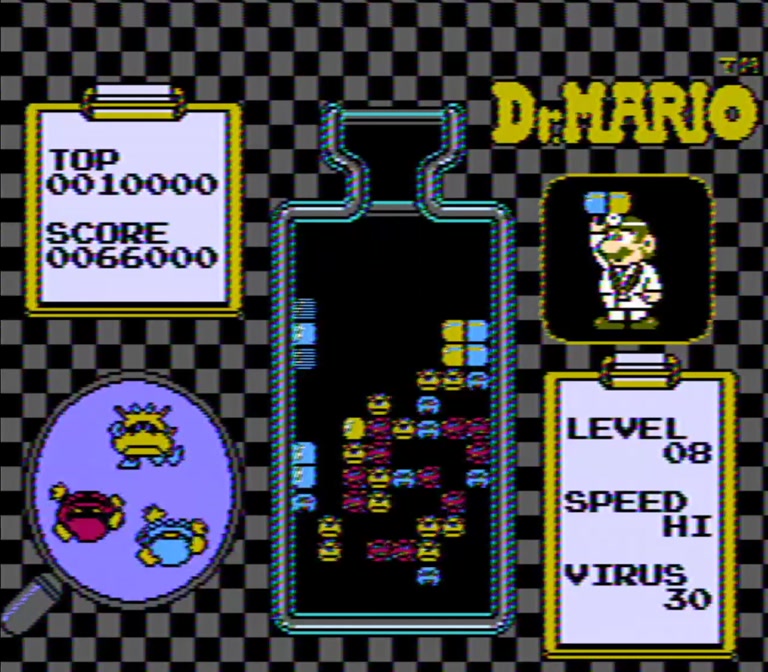 TM
Dr.MARIO
TOP
0010000
SCORE
0066000
LEVEL
08
SPEED
HI
VIRUS
30